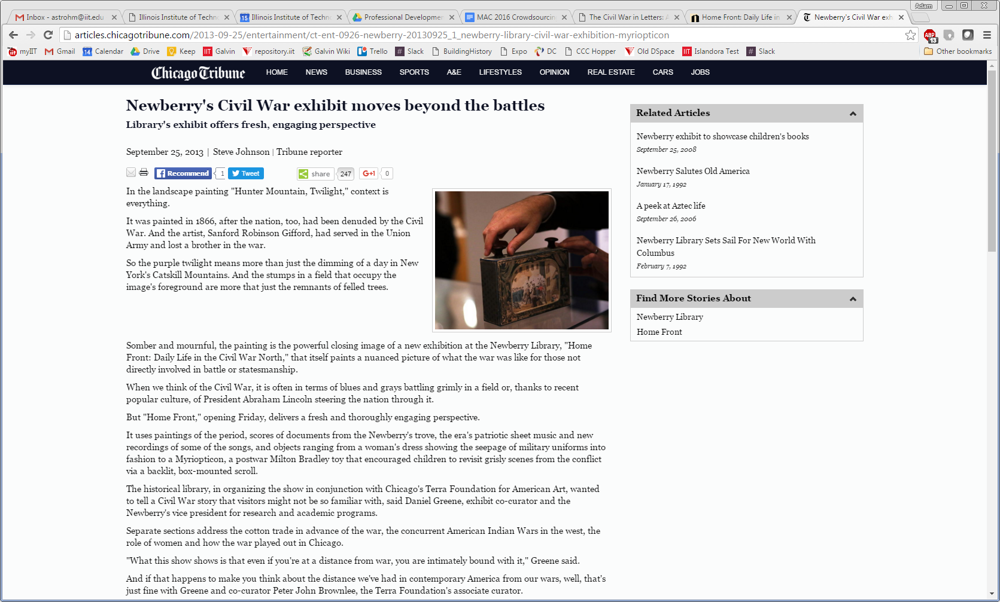 Adam
Inbox - astrohm@iit.edu
Illinois Institute of Techn
Illinois Institute of Techn
Professional Developmen
MAC 2016 Crowdsourcin
The Civil War in Letters: A
Home Front: Daily Life in
Newberry's Civil War exh
articles.chicagotribune.com/2013-09-25/entertainment/ct-ent-0926-newberry-20130925_1_newberry-library-civil-war-exhibition-myriopticon
ABP
13
myIIT
Gmail
Calendar
Drive
Keep
Galvin
repository.iit
Galvin Wiki
Trello
Slack
BuildingHistory
Expo
DC
CCC Hopper
Old DSpace
Islandora Test
Slack
Other bookmarks
Chicago Tribune
HOME NEWS BUSINESS SPORTS A&E LIFESTYLES OPINION REAL ESTATE CARS JOBS
Newberry's Civil War exhibit moves beyond the battles
Library's exhibit offers fresh, engaging perspective
September 25, 2013 | Steve Johnson | Tribune reporter
Recommend 1 Tweet share 247 G+1 0
In the landscape painting "Hunter Mountain, Twilight," context is
everything.
It was painted in 1866, after the nation, too, had been denuded by the Civil
War. And the artist, Sanford Robinson Gifford, had served in the Union
Army and lost a brother in the war.
So the purple twilight means more than just the dimming of a day in New
York's Catskill Mountains. And the stumps in a field that occupy the
image's foreground are more that just the remnants of felled trees.
Somber and mournful, the painting is the powerful closing image of a new exhibition at the Newberry Library, "Home
Front: Daily Life in the Civil War North," that itself paints a nuanced picture of what the war was like for those not
directly involved in battle or statesmanship.
When we think of the Civil War, it is often in terms of blues and grays battling grimly in a field or, thanks to recent
popular culture, of President Abraham Lincoln steering the nation through it.
But "Home Front," opening Friday, delivers a fresh and thoroughly engaging perspective.
It uses paintings of the period, scores of documents from the Newberry's trove, the era's patriotic sheet music and new
recordings of some of the songs, and objects ranging from a woman's dress showing the seepage of military uniforms into
fashion to a Myriopticon, a postwar Milton Bradley toy that encouraged children to revisit grisly scenes from the conflict
via a backlit, box-mounted scroll.
The historical library, in organizing the show in conjunction with Chicago's Terra Foundation for American Art, wanted
to tell a Civil War story that visitors might not be so familiar with, said Daniel Greene, exhibit co-curator and the
Newberry's vice president for research and academic programs.
Separate sections address the cotton trade in advance of the war, the concurrent American Indian Wars in the west, the
role of women and how the war played out in Chicago.
"What this show shows is that even if you're at a distance from war, you are intimately bound with it," Greene said.
And if that happens to make you think about the distance we've had in contemporary America from our wars, well, that's
just fine with Greene and co-curator Peter John Brownlee, the Terra Foundation's associate curator.
Related Articles
Newberry exhibit to showcase children's books
September 25, 2008
Newberry Salutes Old America
January 17, 1992
A peek at Aztec life
September 26, 2006
Newberry Library Sets Sail For New World With
Columbus
February 7, 1992
Find More Stories About
Newberry Library
Home Front